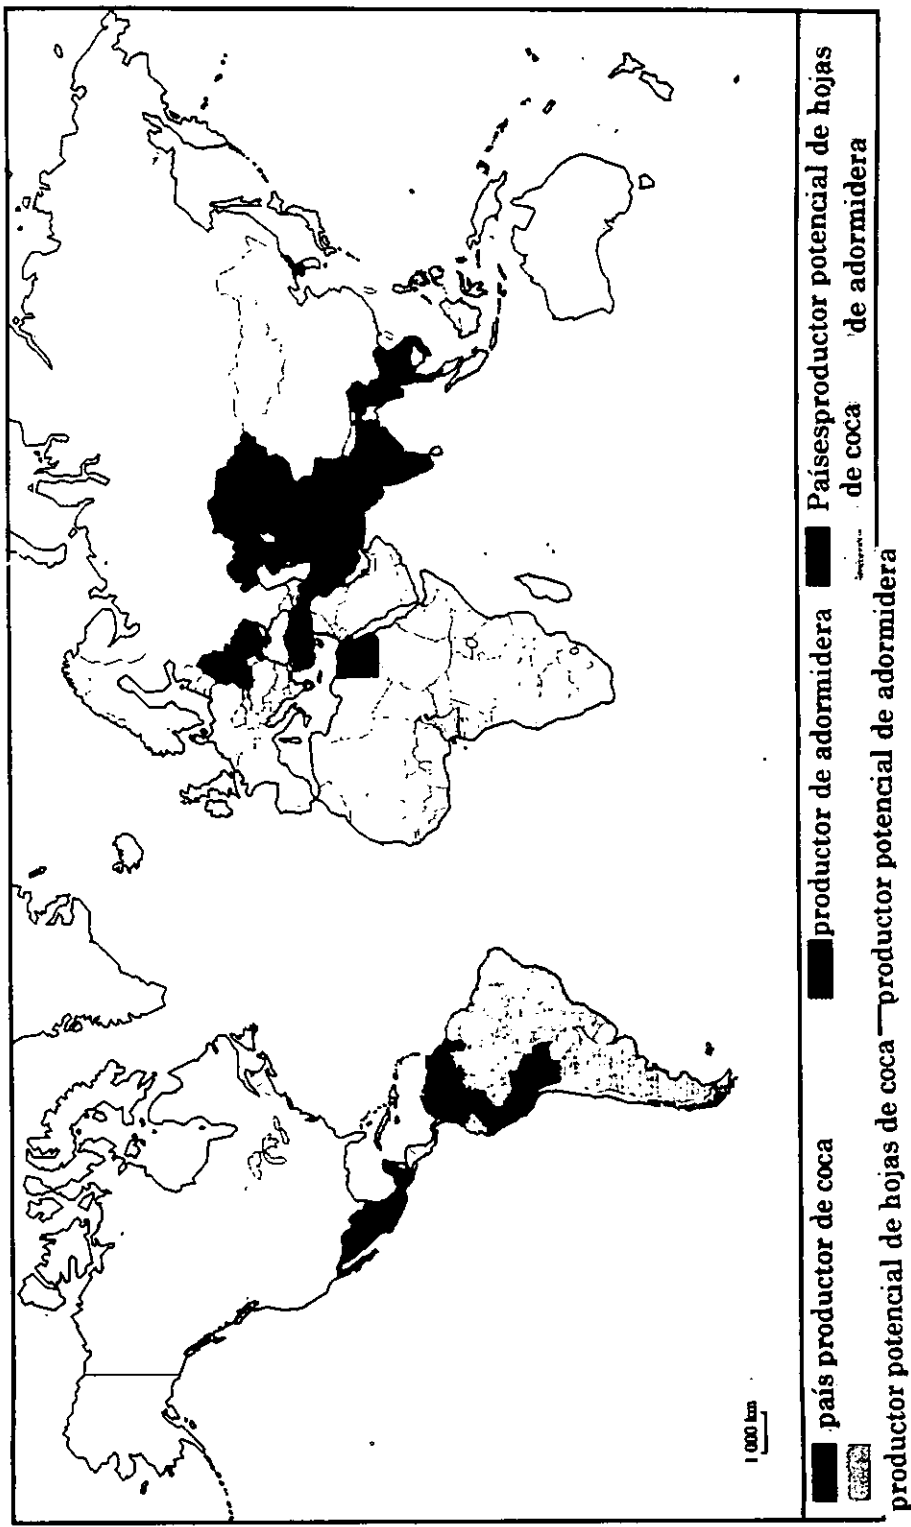 1 000 km
país productor de coca
productor de adormidera
Paísesproductor potencial de hojas
de coca de adormidera
productor potencial de hojas de coca productor potencial de adormidera